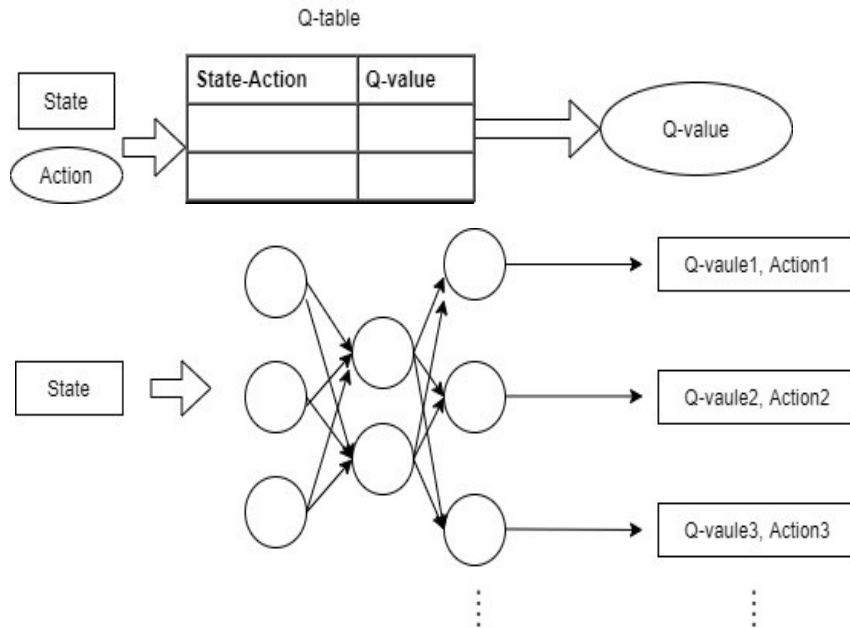 Q-table
State
Action
State-Action Q-value
Q-value
State
Q-vaule1, Action1
Q-vaule2, Action2
Q-vaule3, Action3